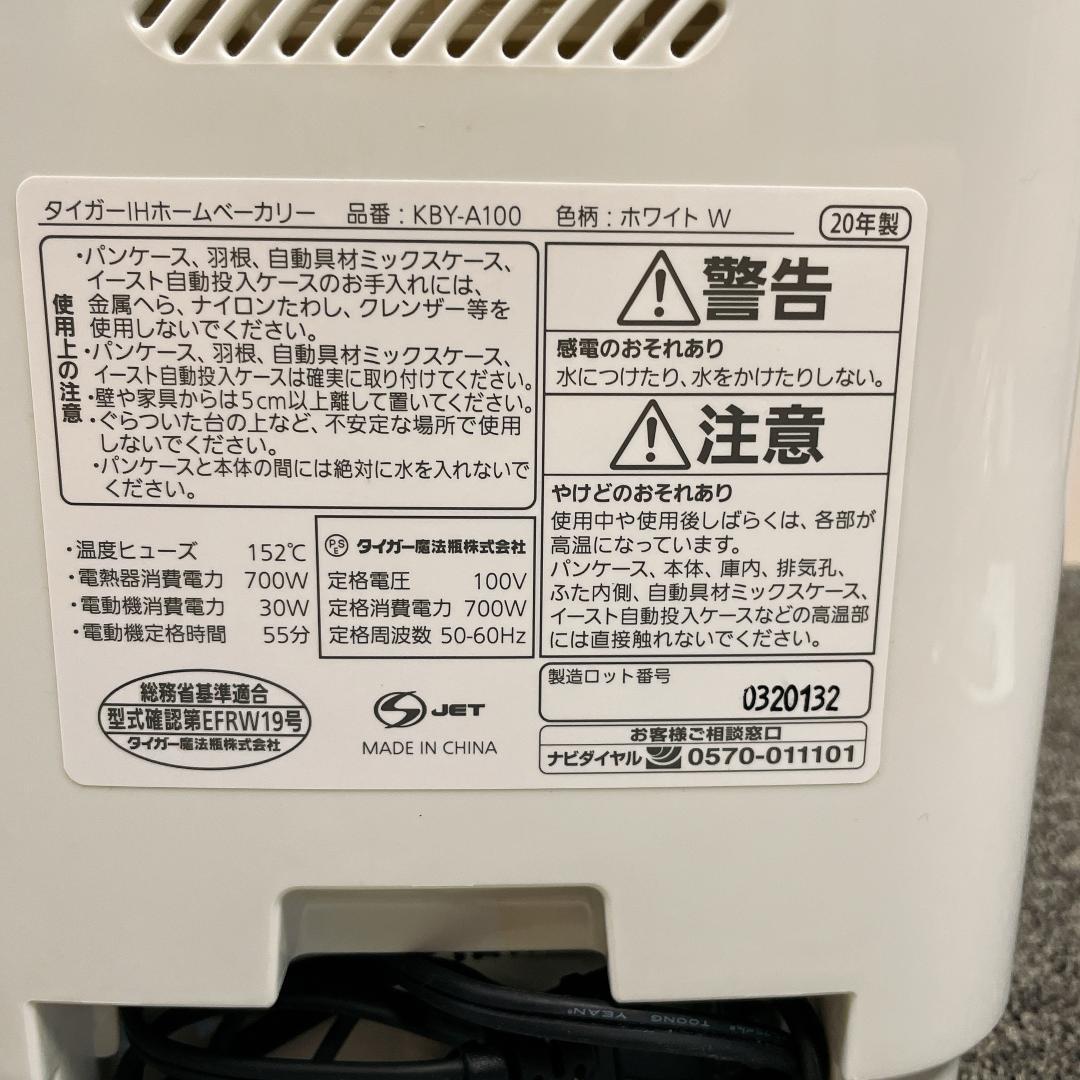 タイガーIHホームベーカリー　品番：KBY-A100　色柄：ホワイト W　20年製
使用上の注意
・パンケース、羽根、自動具材ミックスケース、
イースト自動投入ケースのお手入れには、
金属へら、ナイロンたわし、クレンザー等を
使用しないでください。
・パンケース、羽根、自動具材ミックスケース、
イースト自動投入ケースは確実に取り付けてください。
・壁や家具からは5cm以上離して置いてください。
・ぐらついた台の上など、不安定な場所で使用
しないでください。
・パンケースと本体の間には絶対に水を入れないで
ください。
警告
感電のおそれあり
水につけたり、水をかけたりしない。
注意
やけどのおそれあり
使用中や使用後しばらくは、各部が
高温になっています。
パンケース、本体、庫内、排気孔、
ふた内側、自動具材ミックスケース、
イースト自動投入ケースなどの高温部
には直接触れないでください。
・温度ヒューズ　152℃
・電熱器消費電力　700W
・電動機消費電力　30W
・電動機定格時間　55分
PSE タイガー魔法瓶株式会社
定格電圧　100V
定格消費電力 700W
定格周波数 50-60Hz
総務省基準適合
型式確認第EFRW19号
タイガー魔法瓶株式会社
JET
MADE IN CHINA
製造ロット番号
0320132
お客様ご相談窓口
ナビダイヤル 0570-011101
TOONG YEAN